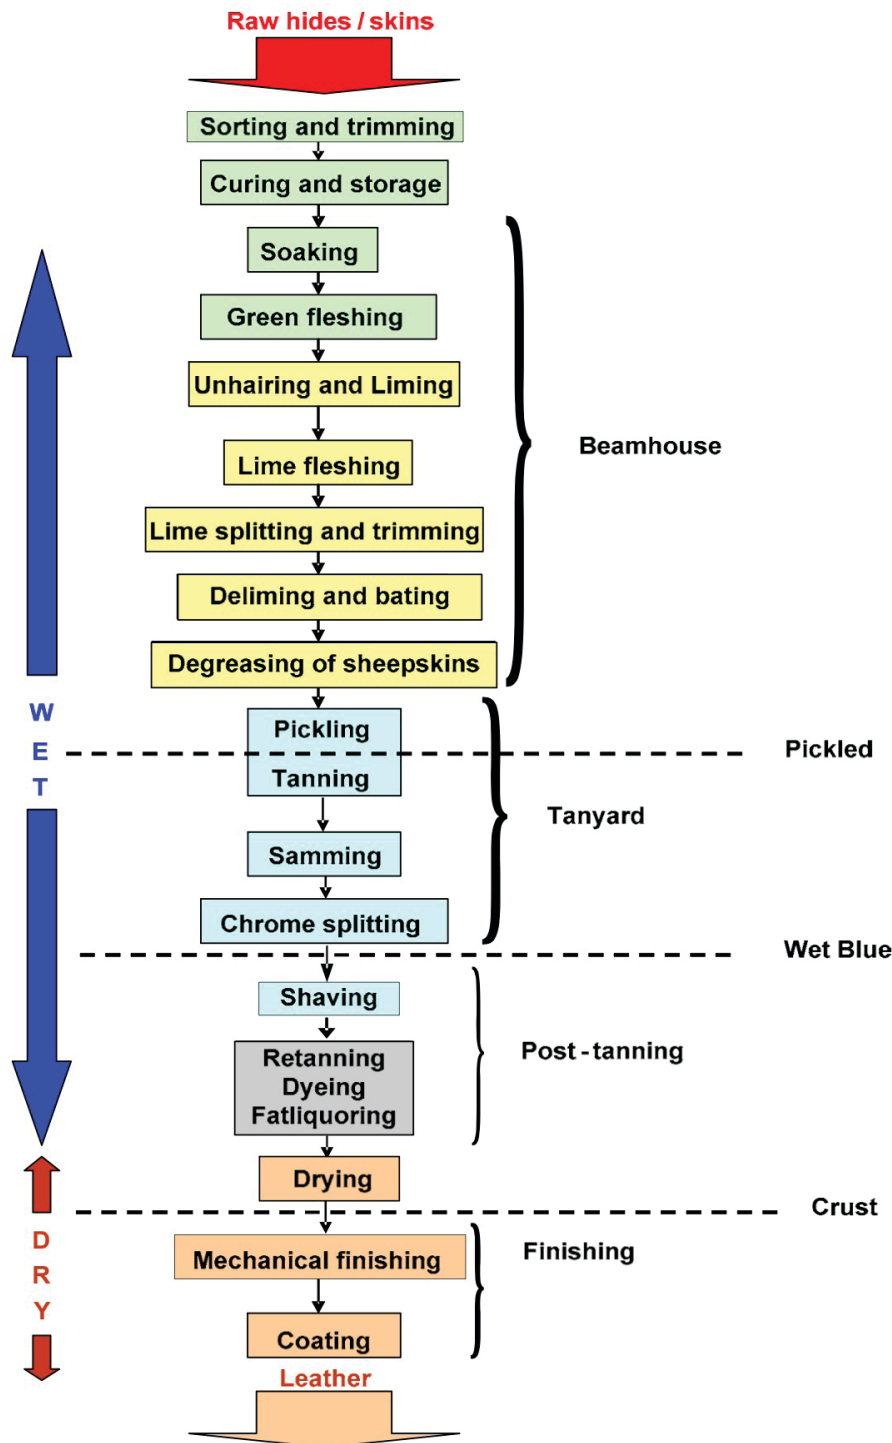 Raw hides / skins
Sorting and trimming
Curing and storage
Soaking
Green fleshing
Unhairing and Liming
Lime fleshing
Lime splitting and trimming
Deliming and bating
Degreasing of sheepskins
Beamhouse
Pickling
Tanning
Samming
Chrome splitting
Tanyard
Pickled
Wet Blue
Shaving
Retanning
Dyeing
Fatliquoring
Post - tanning
Drying
Crust
Mechanical finishing
Coating
Finishing
Leather
W
E
T
D
R
Y